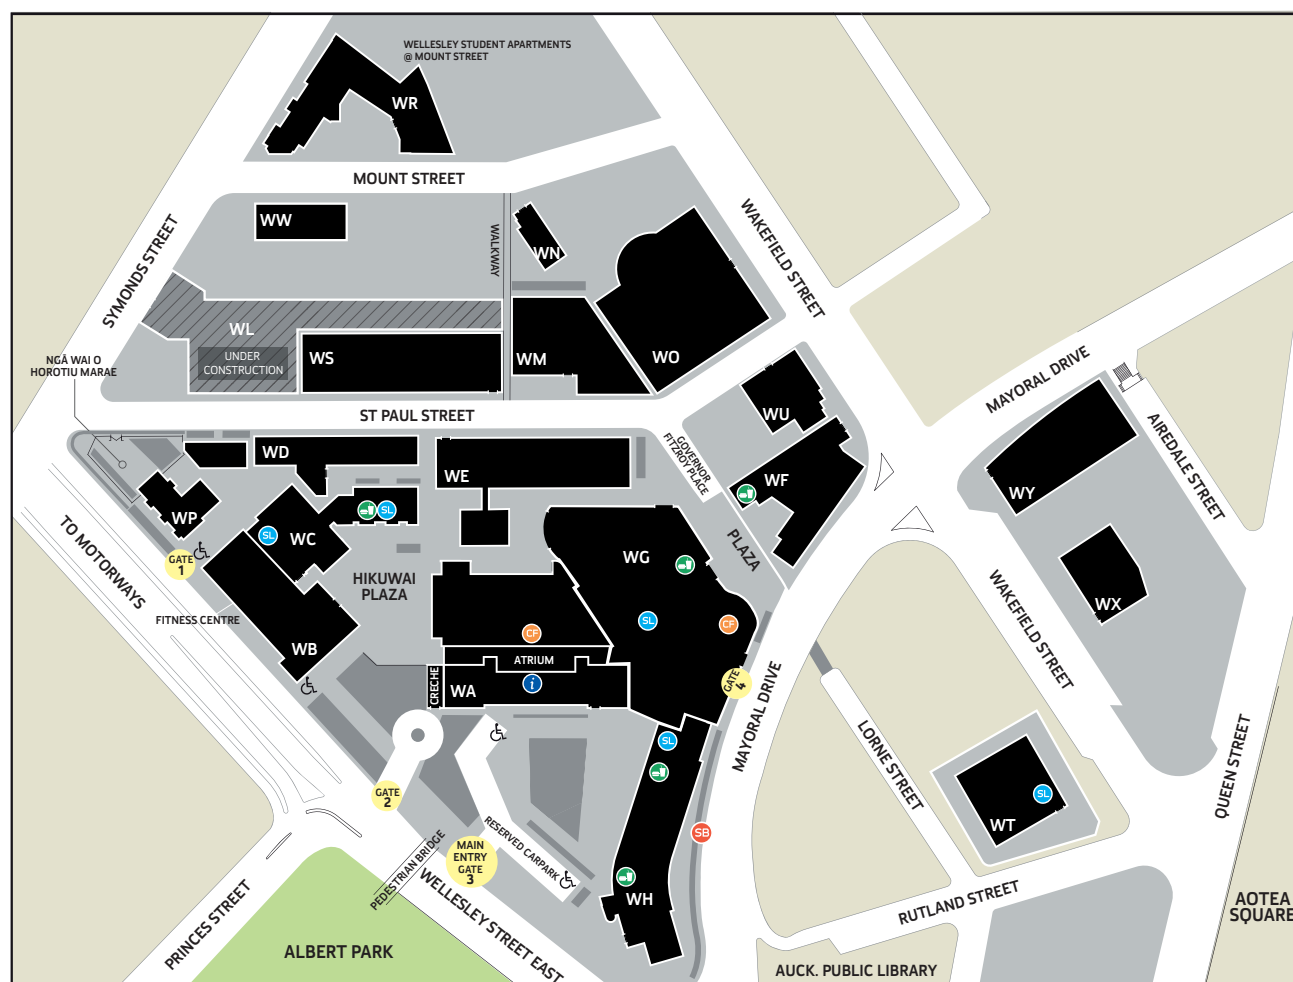 WELLESLEY STUDENT APARTMENTS
@ MOUNT STREET
WR
MOUNT STREET
WW
WALKWAY
WN
WAKEFIELD STREET
SYMONDS STREET
WL
UNDER
CONSTRUCTION
WS
WM
WO
NGĀ WAI O
HOROTIU MARAE
MAYORAL DRIVE
ST PAUL STREET
WU
GOVERNOR
FITZROY PLACE
AIREDALE STREET
WD
WE
WF
WY
WP
SL
SL
WC
WG
PLAZA
TO MOTORWAYS
GATE
1
HIKUWAI
PLAZA
WAKEFIELD STREET
WX
FITNESS CENTRE
WB
CF
SL
CF
ATRIUM
CRECHE
WA
i
GATE
4
MAYORAL DRIVE
LORNE STREET
QUEEN STREET
SL
GATE
2
SL
WT
SB
RESERVED CARPARK
MAIN
ENTRY
GATE
3
PEDESTRIAN BRIDGE
WELLESLEY STREET EAST
WH
RUTLAND STREET
AOTEA
SQUARE
PRINCES STREET
ALBERT PARK
AUCK. PUBLIC LIBRARY